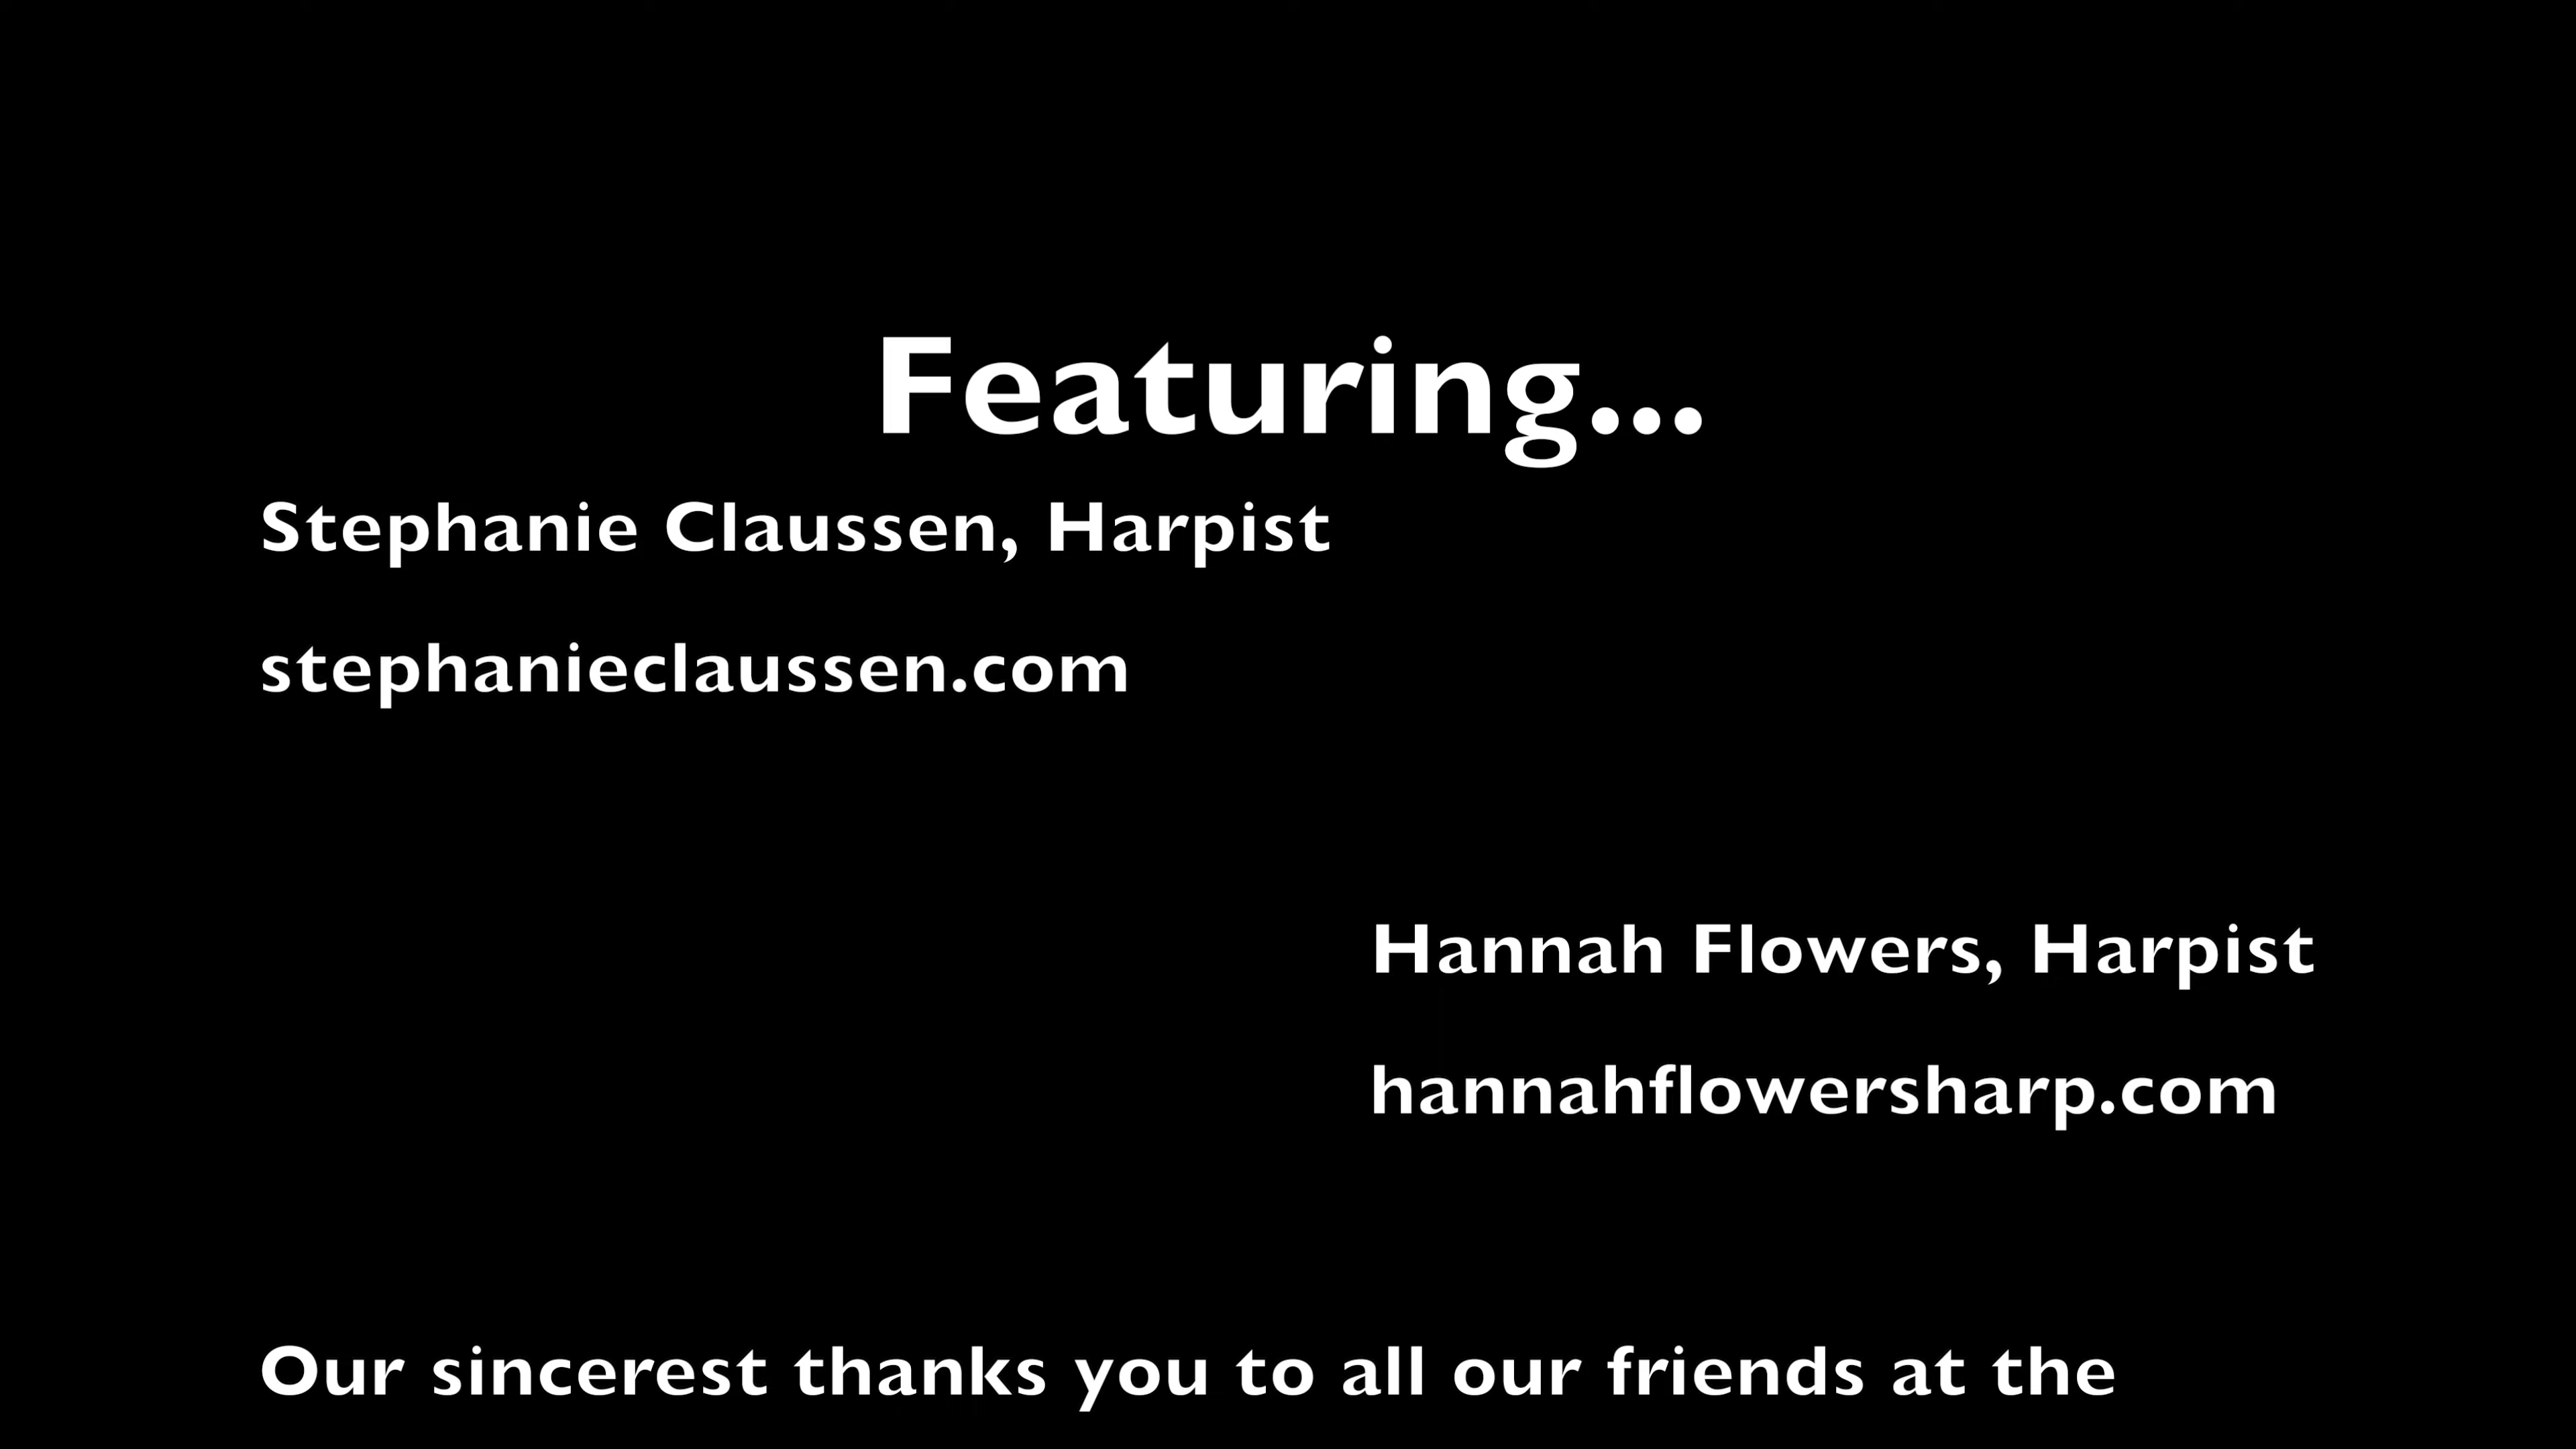 Featuring...
Stephanie Claussen, Harpist
stephanieclaussen.com
Hannah Flowers, Harpist
hannahflowersharp.com
Our sincerest thanks you to all our friends at the